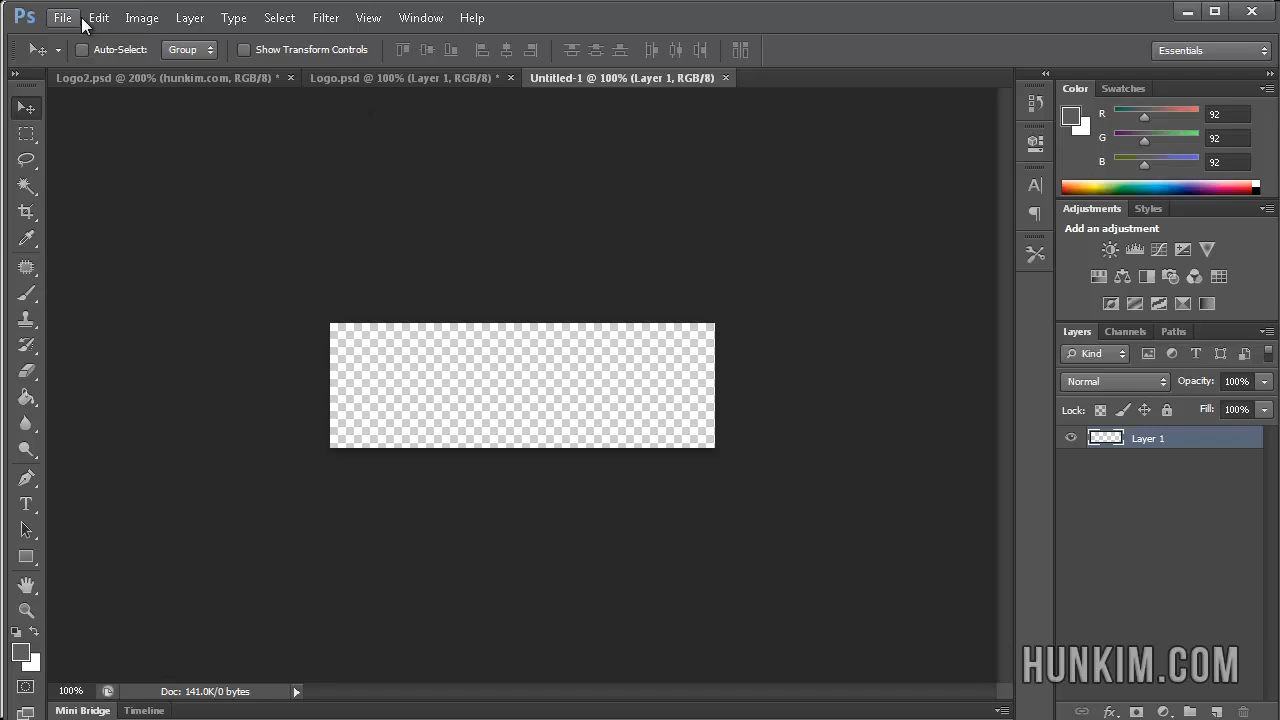 Ps File Edit Image Layer Type Select Filter View Window Help
Auto-Select: Group Show Transform Controls Essentials
Logo2.psd @ 200% (hunkim.com, RGB/8) * × Logo.psd @ 100% (Layer 1, RGB/8) * × Untitled-1 @ 100% (Layer 1, RGB/8) ×
Color Swatches
R 92
G 92
B 92
Adjustments Styles
Add an adjustment
Layers Channels Paths
Kind
Normal Opacity: 100%
Lock: Fill: 100%
Layer 1
HUNKIM.COM
100% Doc: 141.0K/0 bytes
Mini Bridge Timeline